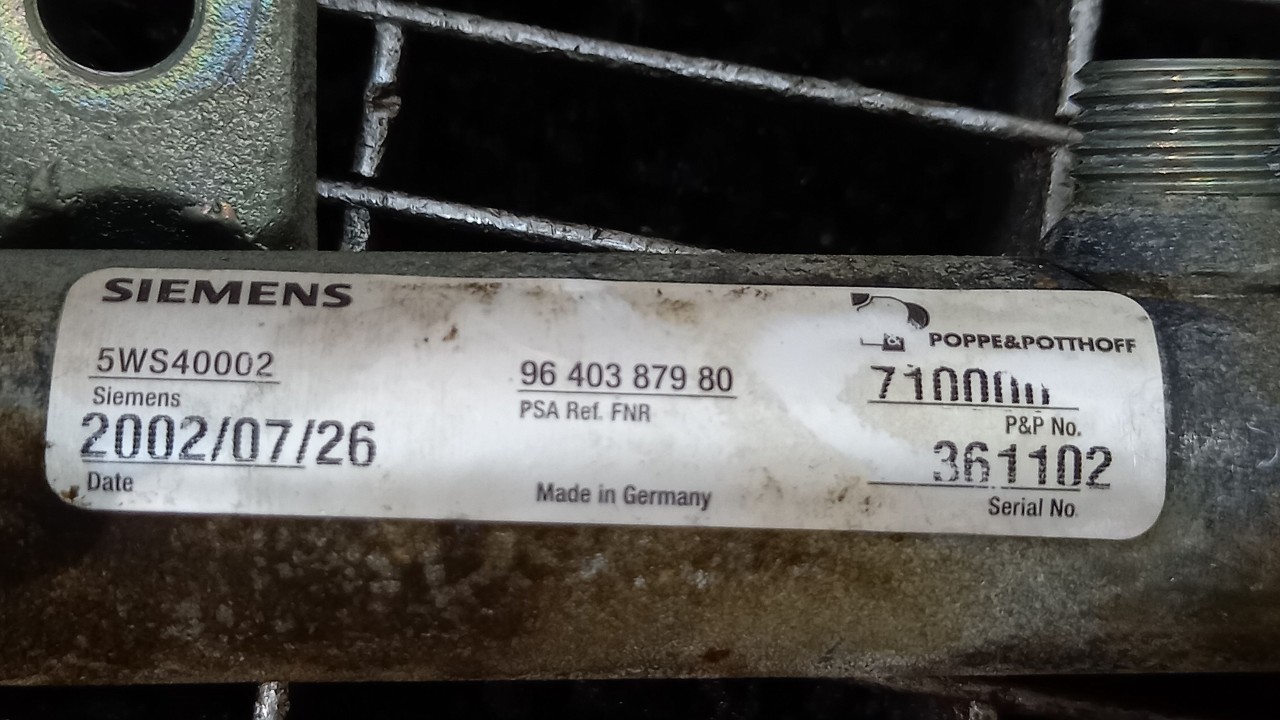 SIEMENS
POPPE&POTTHOFF
5WS40002
Siemens
96 403 879 80
PSA Ref. FNR
P&P No.
2002/07/26
Date
Made in Germany
361102
Serial No.